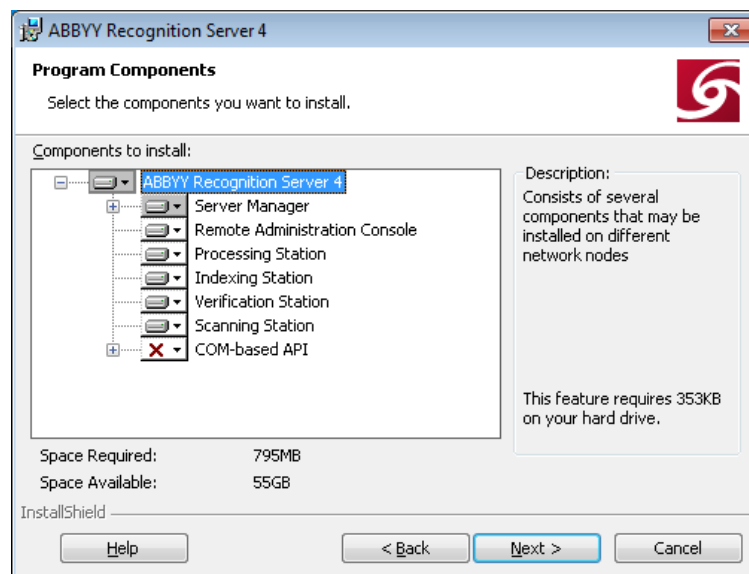 ABBYY Recognition Server 4
Program Components
Select the components you want to install.
Components to install:
ABBYY Recognition Server 4
Server Manager
Remote Administration Console
Processing Station
Indexing Station
Verification Station
Scanning Station
COM-based API
Description:
Consists of several
components that may be
installed on different
network nodes
This feature requires 353KB
on your hard drive.
Space Required: 795MB
Space Available: 55GB
InstallShield
Help
< Back
Next >
Cancel